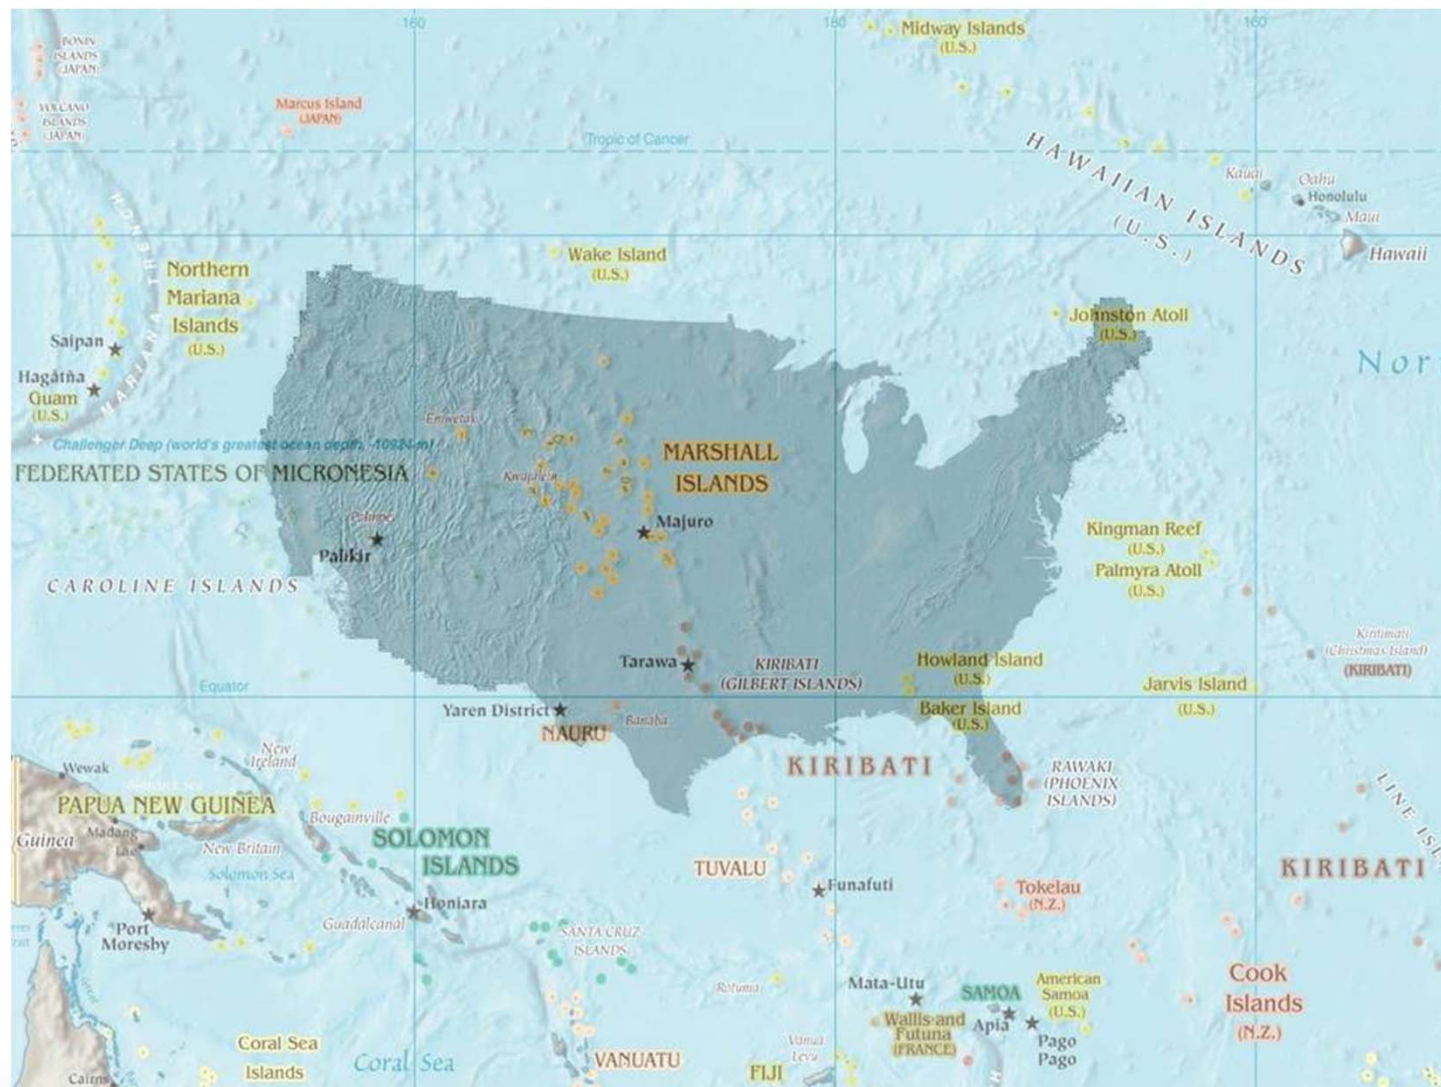 160
180
160
BONIN
ISLANDS
(JAPAN)
Midway Islands
(U.S.)
VOLCANO
ISLANDS
(JAPAN)
Marcus Island
(JAPAN)
Tropic of Cancer
HAWAIIAN ISLANDS
(U.S.)
Kauai
Oahu
Honolulu
Maui
Hawaii
MARIANA TRENCH
Northern
Mariana
Islands
(U.S.)
Wake Island
(U.S.)
Johnston Atoll
(U.S.)
Saipan
Hagåtña
Guam
(U.S.)
Nor
Challenger Deep (world's greatest ocean depth, -10924 m)
FEDERATED STATES OF MICRONESIA
Eniwetak
Kwajalein
MARSHALL
ISLANDS
Majuro
Palikir
CAROLINE ISLANDS
Kingman Reef
(U.S.)
Palmyra Atoll
(U.S.)
Kiritimati
(Christmas Island)
(KIRIBATI)
Tarawa
KIRIBATI
(GILBERT ISLANDS)
Howland Island
(U.S.)
Baker Island
(U.S.)
Jarvis Island
(U.S.)
Equator
Yaren District
NAURU
Banaba
KIRIBATI
RAWAKI
(PHOENIX
ISLANDS)
New
Ireland
Wewak
PAPUA NEW GUINEA
Bougainville
Guinea
Madang
Lae
New Britain
Solomon Sea
SOLOMON
ISLANDS
TUVALU
Funafuti
Tokelau
(N.Z.)
KIRIBATI
LINE ISL
Port
Moresby
Guadalcanal
Honiara
SANTA CRUZ
ISLANDS
Rotuma
Mata-Utu
Wallis and
Futuna
(FRANCE)
SAMOA
Apia
American
Samoa
(U.S.)
Pago
Pago
Cook
Islands
(N.Z.)
Great
Coral Sea
Islands
Coral Sea
VANUATU
Vanua
Levu
FIJI
Cairns